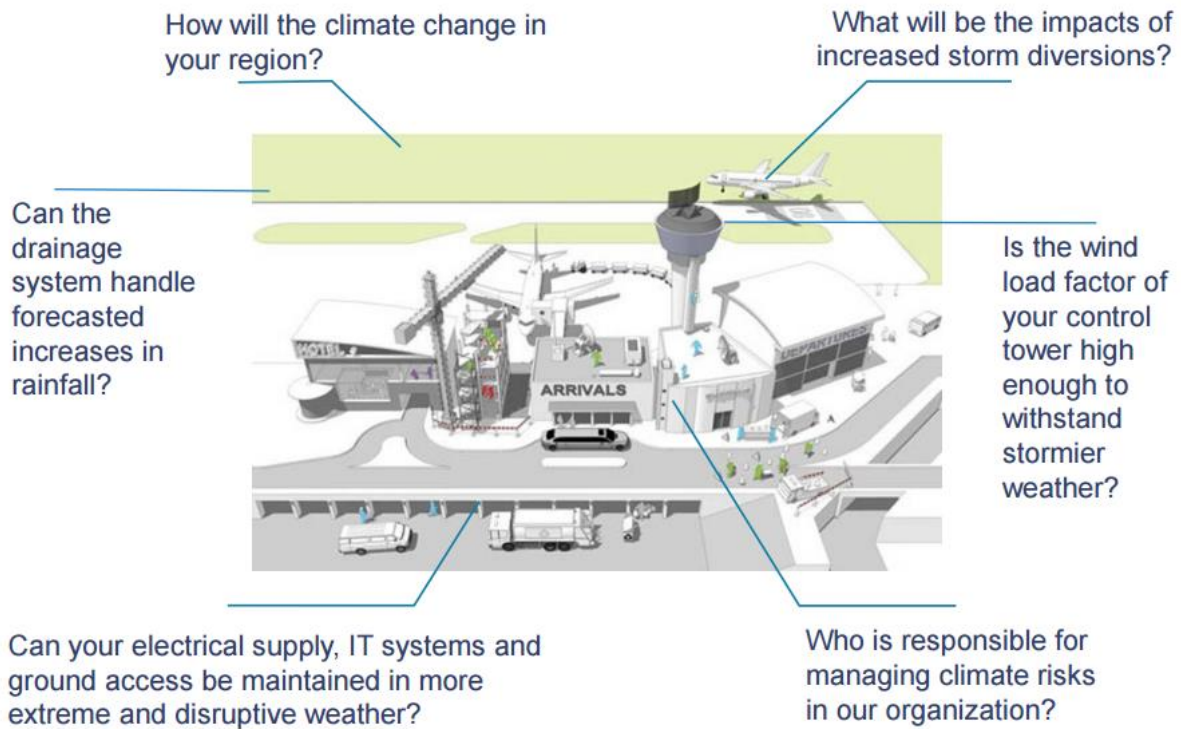 How will the climate change in
your region?
What will be the impacts of
increased storm diversions?
Can the
drainage
system handle
forecasted
increases in
rainfall?
Is the wind
load factor of
your control
tower high
enough to
withstand
stormier
weather?
HOTEL
ARRIVALS
DEPARTURES
Can your electrical supply, IT systems and
ground access be maintained in more
extreme and disruptive weather?
Who is responsible for
managing climate risks
in our organization?